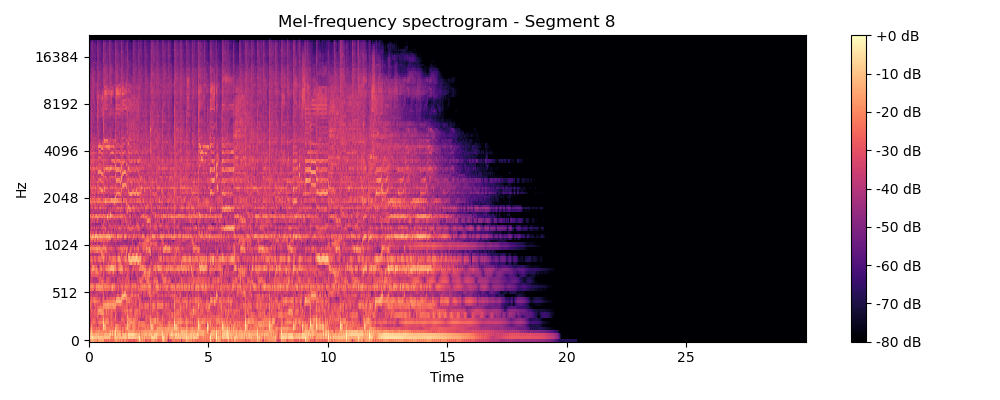 Mel-frequency spectrogram - Segment 8
Hz
16384
8192
4096
2048
1024
512
0
0 5 10 15 20 25
Time
+0 dB
-10 dB
-20 dB
-30 dB
-40 dB
-50 dB
-60 dB
-70 dB
-80 dB